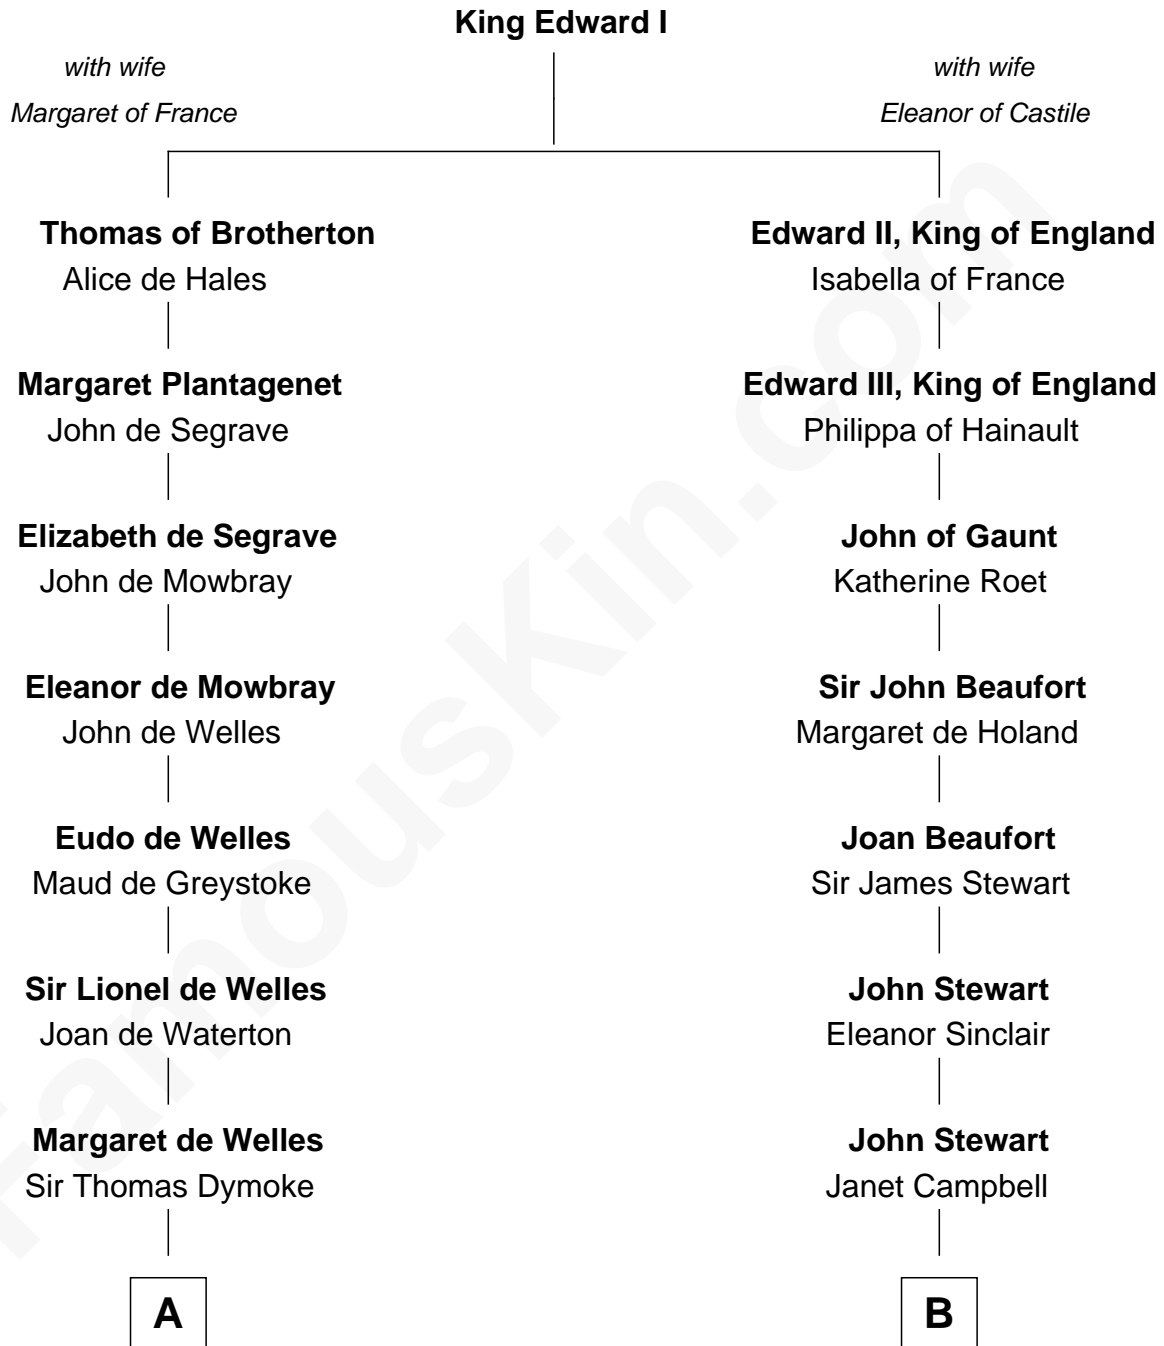 King Edward I
with wife
Margaret of France
with wife
Eleanor of Castile
Thomas of Brotherton
Alice de Hales
Margaret Plantagenet
John de Segrave
Elizabeth de Segrave
John de Mowbray
Eleanor de Mowbray
John de Welles
Eudo de Welles
Maud de Greystoke
Sir Lionel de Welles
Joan de Waterton
Margaret de Welles
Sir Thomas Dymoke
A
Edward II, King of England
Isabella of France
Edward III, King of England
Philippa of Hainault
John of Gaunt
Katherine Roet
Sir John Beaufort
Margaret de Holand
Joan Beaufort
Sir James Stewart
John Stewart
Eleanor Sinclair
John Stewart
Janet Campbell
B
FamousKin.com